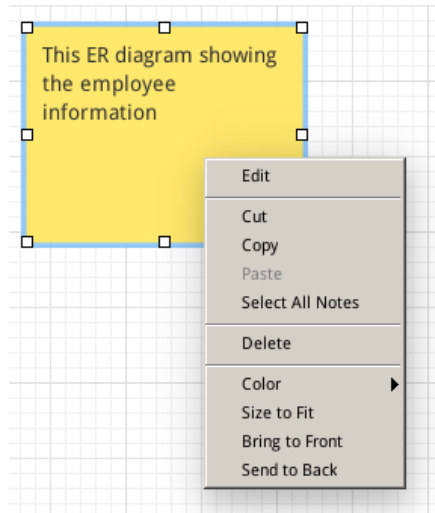 This ER diagram showing
the employee
information
Edit
Cut
Copy
Paste
Select All Notes
Delete
Color
Size to Fit
Bring to Front
Send to Back